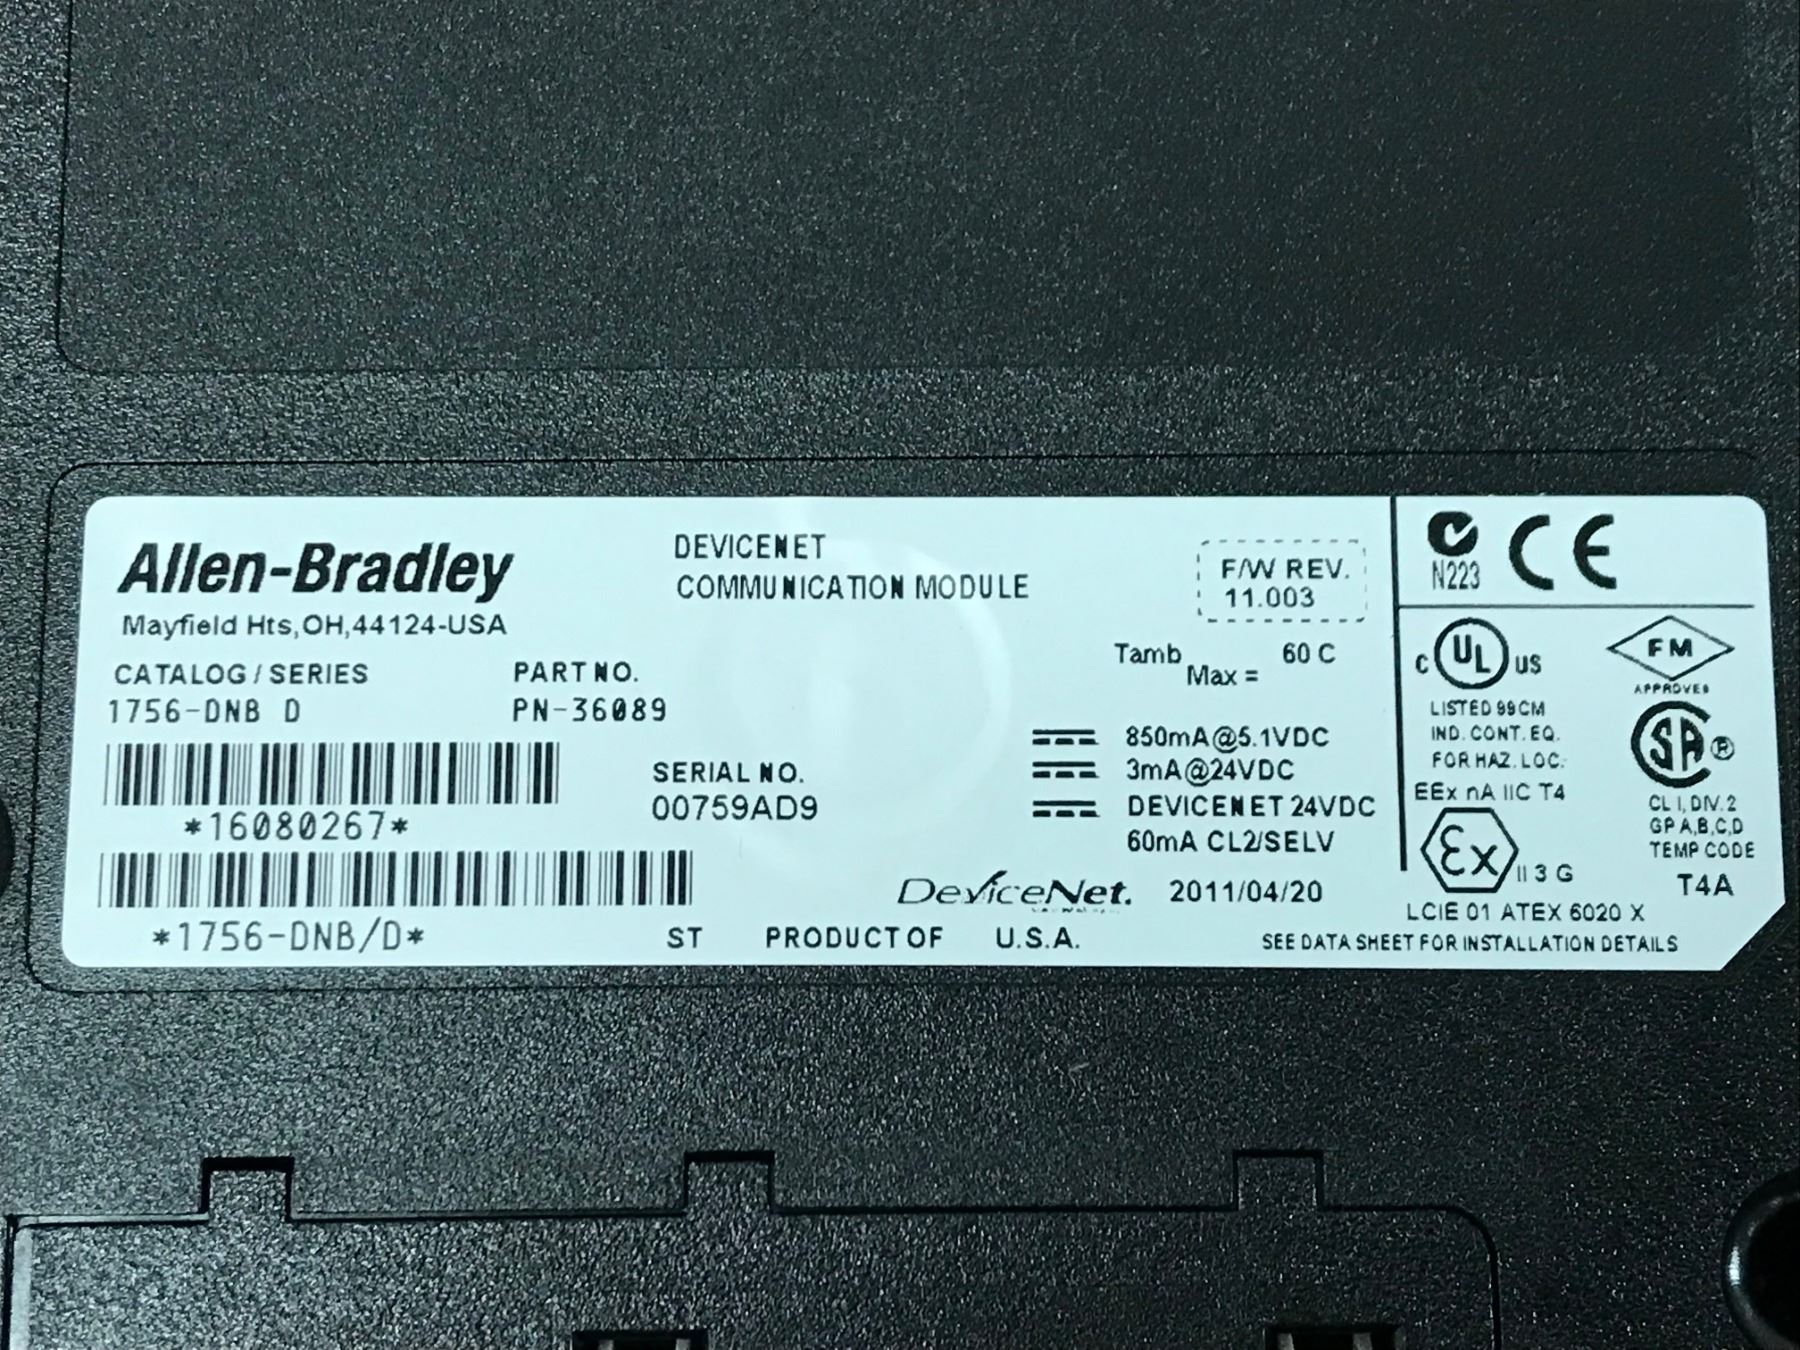 Allen-Bradley
Mayfield Hts,OH,44124-USA
DEVICENET
COMMUNICATION MODULE
F/W REV.
11.003
CATALOG/SERIES
1756-DNB D
PART NO.
PN-36089
*16080267*
SERIAL NO.
00759AD9
*1756-DNB/D*
Tamb
Max =
60 C
850mA@5.1VDC
3mA@24VDC
DEVICENET 24VDC
60mA CL2/SELV
DeviceNet.
2011/04/20
ST PRODUCT OF U.S.A.
N223
CE
C UL US
LISTED 99CM
IND. CONT. EQ.
FOR HAZ. LOC.
EEx nA IIC T4
Ex II 3 G
LCIE 01 ATEX 6020 X
FM
APPROVED
SA ®
CL I, DIV. 2
GP A,B,C,D
TEMP CODE
T4A
SEE DATA SHEET FOR INSTALLATION DETAILS